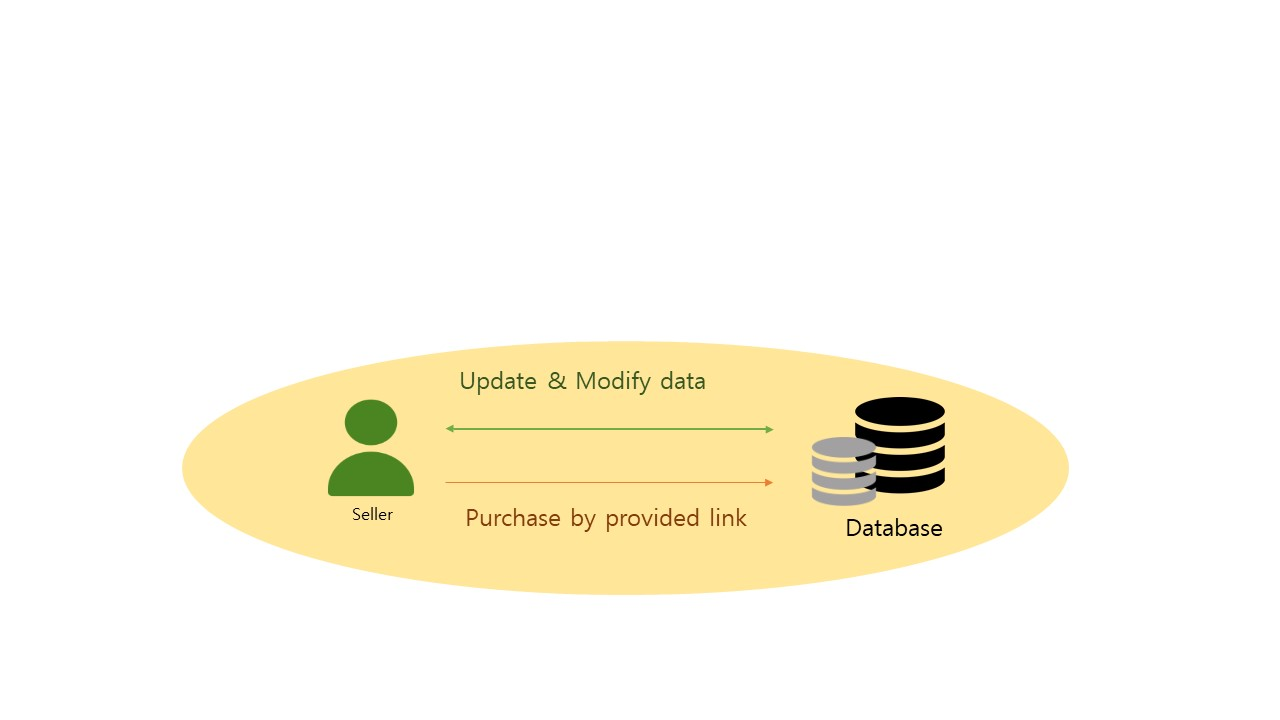 Update & Modify data
Seller
Purchase by provided link
Database